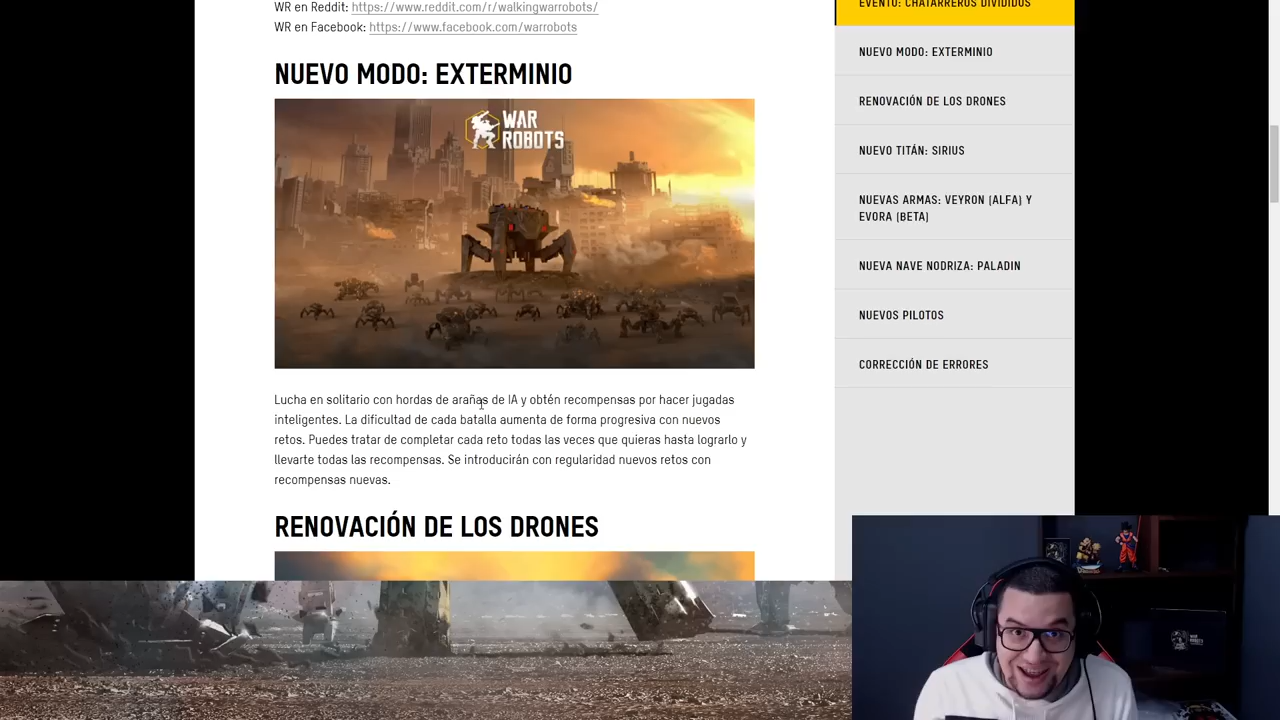 WR en Reddit: https://www.reddit.com/r/walkingwarrobots/
WR en Facebook: https://www.facebook.com/warrobots
NUEVO MODO: EXTERMINIO
WAR
ROBOTS
Lucha en solitario con hordas de arañas de IA y obtén recompensas por hacer jugadas
inteligentes. La dificultad de cada batalla aumenta de forma progresiva con nuevos
retos. Puedes tratar de completar cada reto todas las veces que quieras hasta lograrlo y
llevarte todas las recompensas. Se introducirán con regularidad nuevos retos con
recompensas nuevas.
RENOVACIÓN DE LOS DRONES
EVENTO: CHATARREROS DIVIDIDOS
NUEVO MODO: EXTERMINIO
RENOVACIÓN DE LOS DRONES
NUEVO TITÁN: SIRIUS
NUEVAS ARMAS: VEYRON (ALFA) Y
EVORA (BETA)
NUEVA NAVE NODRIZA: PALADIN
NUEVOS PILOTOS
CORRECCIÓN DE ERRORES
WAR
ROBOTS